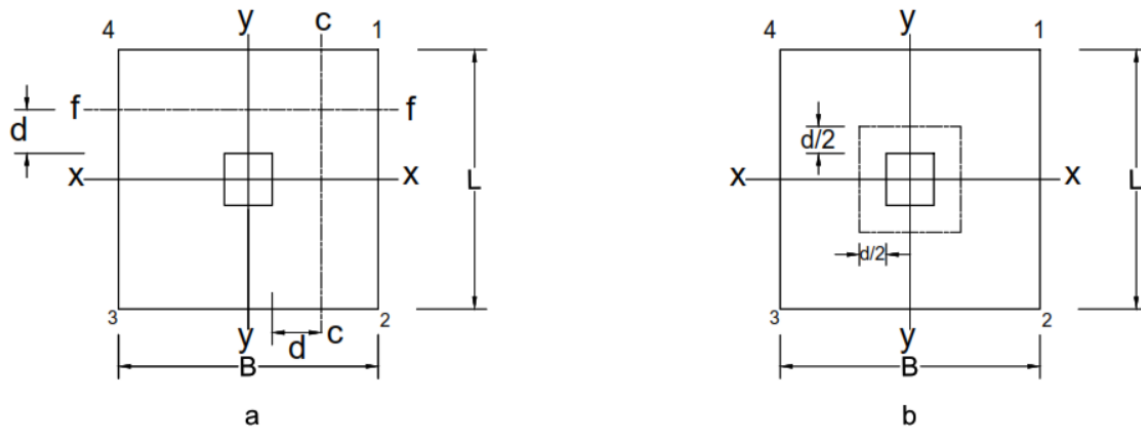 4 y c 1
f f
d
x x L
3 y d c 2
B
a
4 y 1
d/2
x x L
d/2
3 y 2
B
b